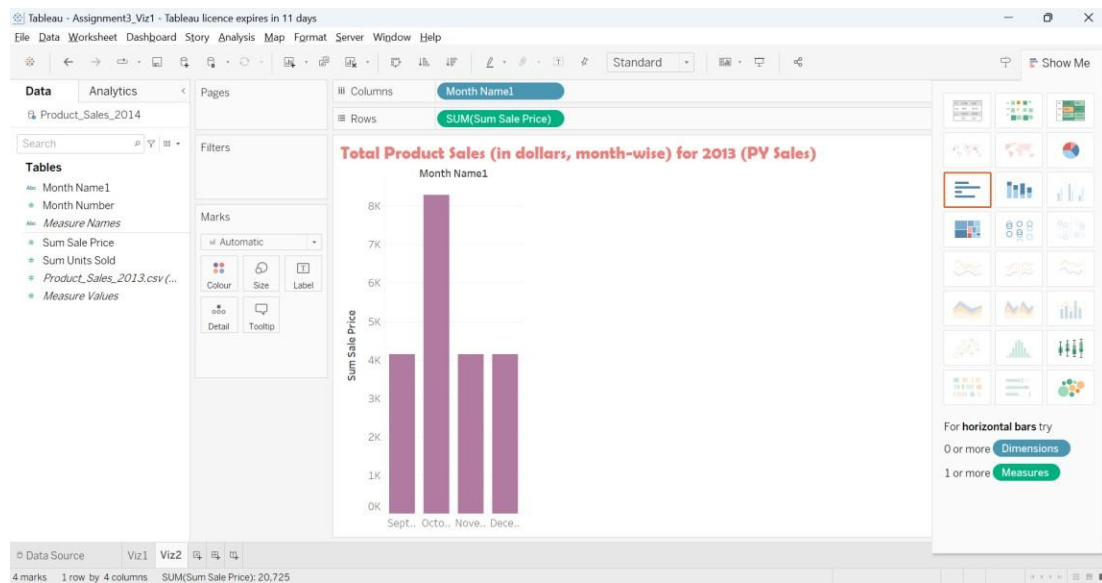 Tableau - Assignment3_Viz1 - Tableau licence expires in 11 days
File Data Worksheet Dashboard Story Analysis Map Format Server Window Help
Standard
Show Me
Data Analytics
Product_Sales_2014
Search
Tables
Abc Month Name1
# Month Number
Abc Measure Names
# Sum Sale Price
# Sum Units Sold
# Product_Sales_2013.csv (...
# Measure Values
Pages
Filters
Marks
Automatic
Colour Size Label
Detail Tooltip
Columns Month Name1
Rows SUM(Sum Sale Price)
Total Product Sales (in dollars, month-wise) for 2013 (PY Sales)
Month Name1
Sum Sale Price
8K
7K
6K
5K
4K
3K
2K
1K
0K
Sept.. Octo.. Nove.. Dece..
For horizontal bars try
0 or more Dimensions
1 or more Measures
Data Source Viz1 Viz2
4 marks 1 row by 4 columns SUM(Sum Sale Price): 20,725